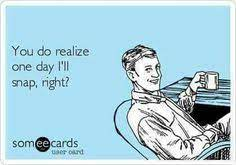 You do realize
one day I'll
snap, right?
someecards
user card